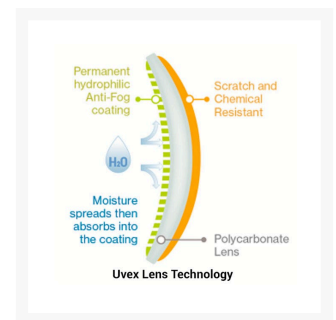 Permanent
hydrophilic
Anti-Fog
coating
Scratch and
Chemical
Resistant
H₂O
Moisture
spreads then
absorbs into
the coating
Polycarbonate
Lens
Uvex Lens Technology